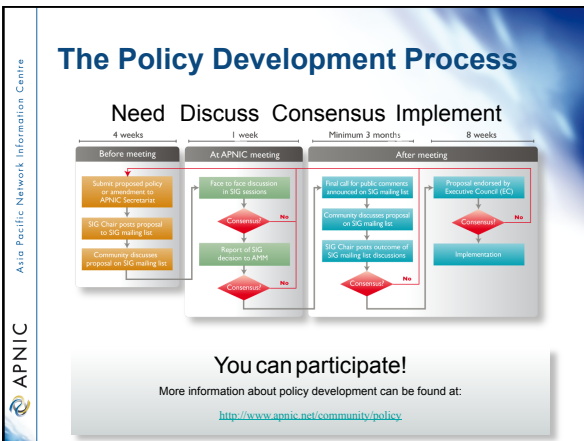 The Policy Development Process
Need Discuss Consensus Implement
4 weeks
1 week
Minimum 3 months
8 weeks
Before meeting
At APNIC meeting
After meeting
Submit proposed policy
or amendment to
APNIC Secretariat
SIG Chair posts proposal
to SIG mailing list
Community discusses
proposal on SIG mailing list
Face to face discussion
in SIG sessions
Consensus?
No
Report of SIG
decision to AMM
Consensus?
No
Final call for public comments
announced on SIG mailing list
Community discusses proposal
on SIG mailing list
SIG Chair posts outcome of
SIG mailing list discussions
Consensus?
No
Proposal endorsed by
Executive Council (EC)
Consensus?
No
Implementation
You can participate!
More information about policy development can be found at:
http://www.apnic.net/community/policy
Asia Pacific Network Information Centre
APNIC